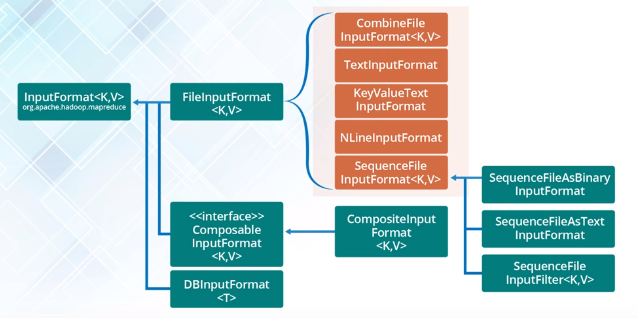 InputFormat<K,V>
org.apache.hadoop.mapreduce
FileInputFormat
<K,V>
CombineFile
InputFormat<K,V>
TextInputFormat
KeyValueText
InputFormat
NLineInputFormat
SequenceFile
InputFormat<K,V>
SequenceFileAsBinary
InputFormat
SequenceFileAsText
InputFormat
SequenceFile
InputFilter<K,V>
<<interface>>
Composable
InputFormat
<K,V>
CompositeInput
Format
<K,V>
DBInputFormat
<T>